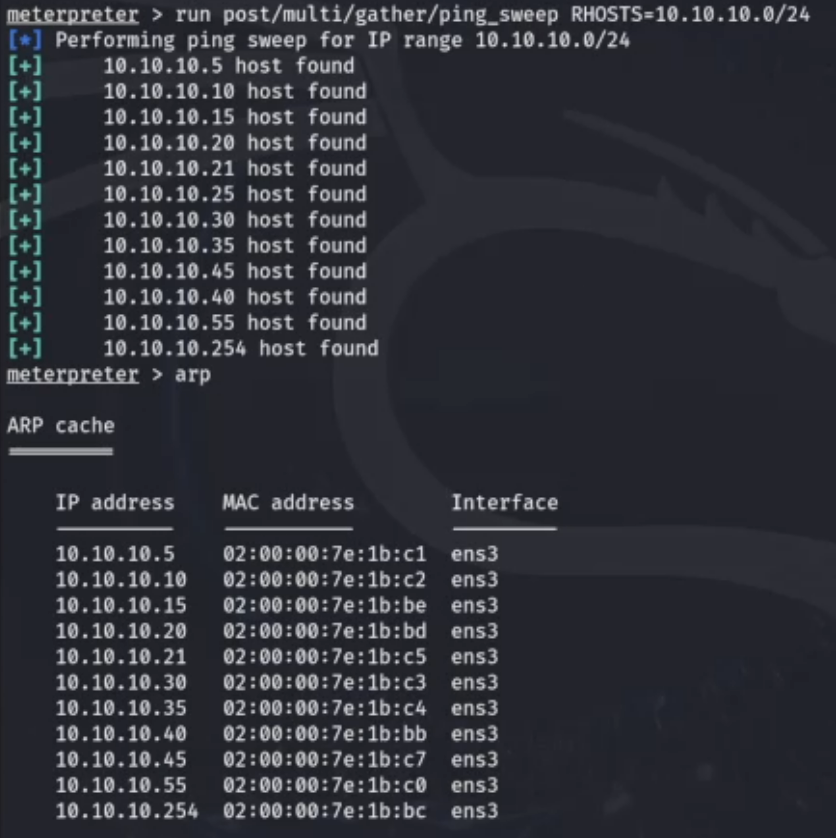 meterpreter > run post/multi/gather/ping_sweep RHOSTS=10.10.10.0/24
[*] Performing ping sweep for IP range 10.10.10.0/24
[+] 10.10.10.5 host found
[+] 10.10.10.10 host found
[+] 10.10.10.15 host found
[+] 10.10.10.20 host found
[+] 10.10.10.21 host found
[+] 10.10.10.25 host found
[+] 10.10.10.30 host found
[+] 10.10.10.35 host found
[+] 10.10.10.45 host found
[+] 10.10.10.40 host found
[+] 10.10.10.55 host found
[+] 10.10.10.254 host found
meterpreter > arp
ARP cache
IP address MAC address Interface
10.10.10.5 02:00:00:7e:1b:c1 ens3
10.10.10.10 02:00:00:7e:1b:c2 ens3
10.10.10.15 02:00:00:7e:1b:be ens3
10.10.10.20 02:00:00:7e:1b:bd ens3
10.10.10.21 02:00:00:7e:1b:c5 ens3
10.10.10.30 02:00:00:7e:1b:c3 ens3
10.10.10.35 02:00:00:7e:1b:c4 ens3
10.10.10.40 02:00:00:7e:1b:bb ens3
10.10.10.45 02:00:00:7e:1b:c7 ens3
10.10.10.55 02:00:00:7e:1b:c0 ens3
10.10.10.254 02:00:00:7e:1b:bc ens3